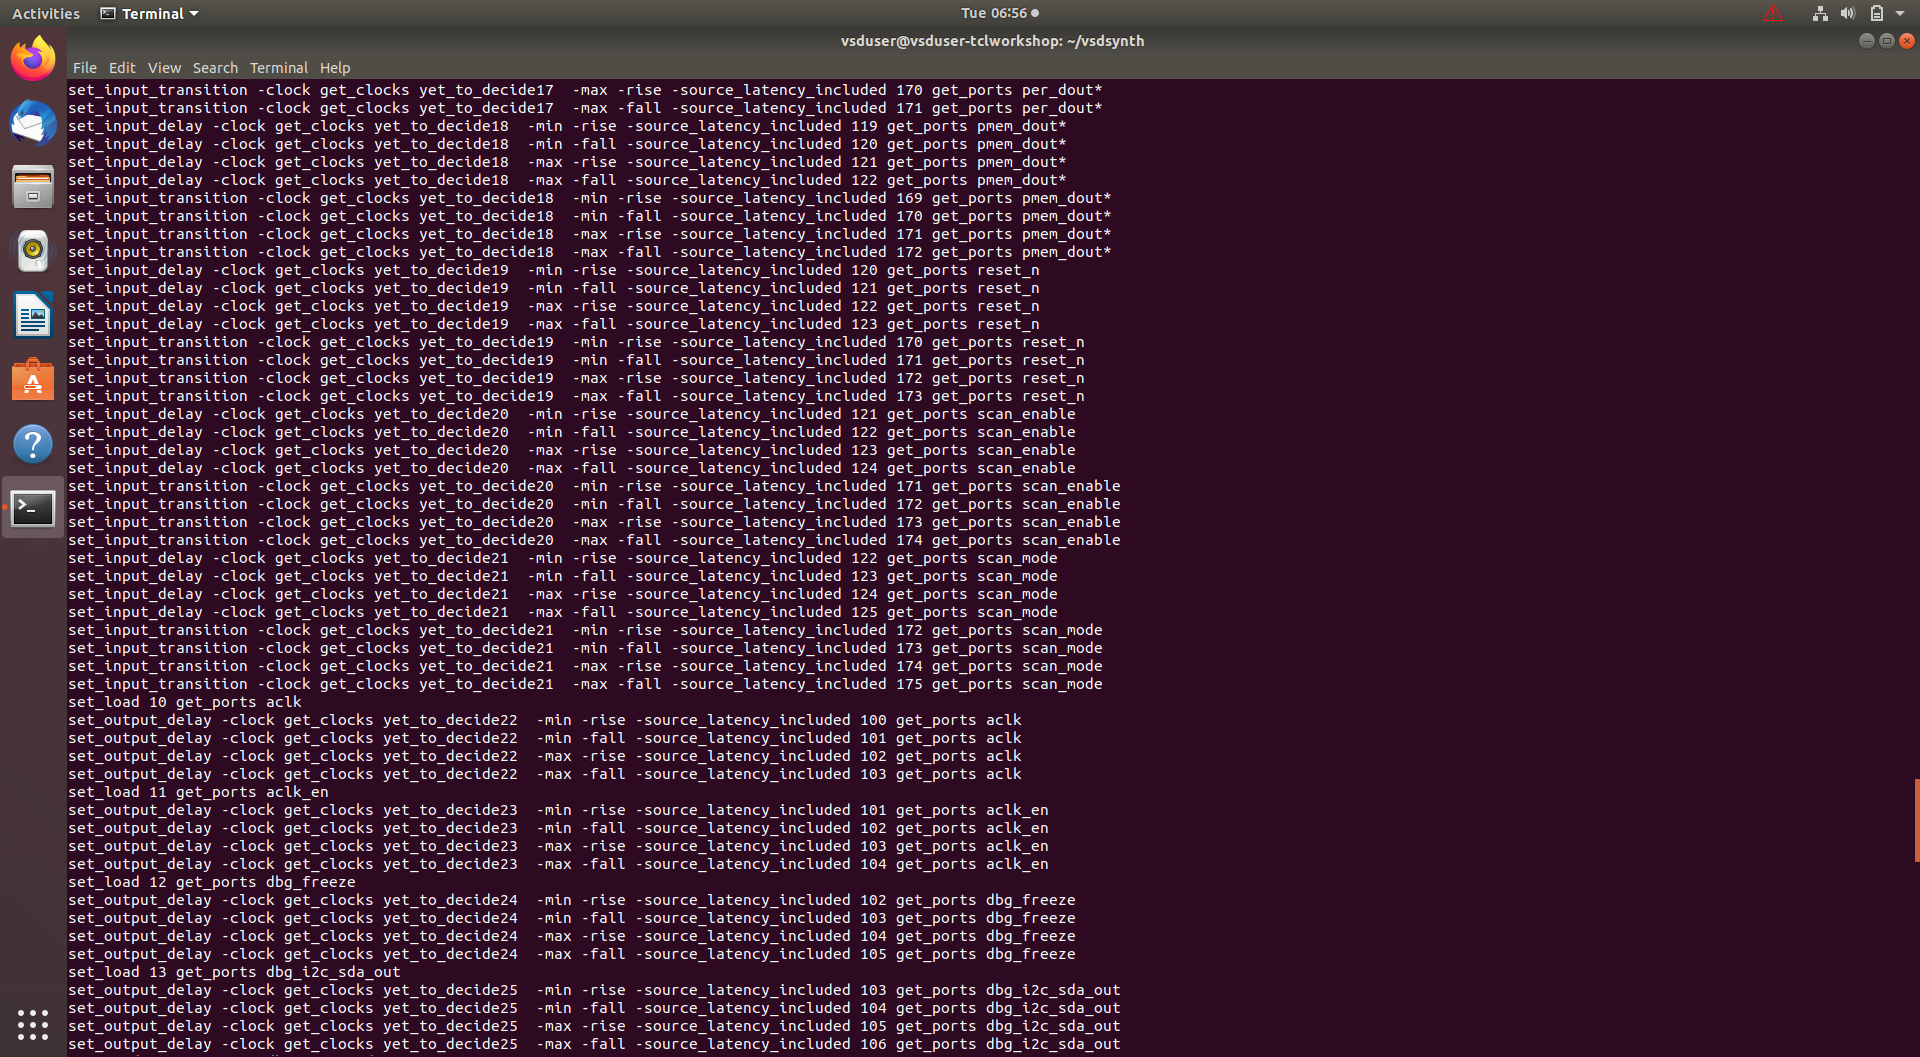 Activities
Terminal
Tue 06:56
vsduser@vsduser-tclworkshop: ~/vsdsynth
File Edit View Search Terminal Help
set_input_transition -clock get_clocks yet_to_decide17  -max -rise -source_latency_included 170 get_ports per_dout*
set_input_transition -clock get_clocks yet_to_decide17  -max -fall -source_latency_included 171 get_ports per_dout*
set_input_delay -clock get_clocks yet_to_decide18  -min -rise -source_latency_included 119 get_ports pmem_dout*
set_input_delay -clock get_clocks yet_to_decide18  -min -fall -source_latency_included 120 get_ports pmem_dout*
set_input_delay -clock get_clocks yet_to_decide18  -max -rise -source_latency_included 121 get_ports pmem_dout*
set_input_delay -clock get_clocks yet_to_decide18  -max -fall -source_latency_included 122 get_ports pmem_dout*
set_input_transition -clock get_clocks yet_to_decide18  -min -rise -source_latency_included 169 get_ports pmem_dout*
set_input_transition -clock get_clocks yet_to_decide18  -min -fall -source_latency_included 170 get_ports pmem_dout*
set_input_transition -clock get_clocks yet_to_decide18  -max -rise -source_latency_included 171 get_ports pmem_dout*
set_input_transition -clock get_clocks yet_to_decide18  -max -fall -source_latency_included 172 get_ports pmem_dout*
set_input_delay -clock get_clocks yet_to_decide19  -min -rise -source_latency_included 120 get_ports reset_n
set_input_delay -clock get_clocks yet_to_decide19  -min -fall -source_latency_included 121 get_ports reset_n
set_input_delay -clock get_clocks yet_to_decide19  -max -rise -source_latency_included 122 get_ports reset_n
set_input_delay -clock get_clocks yet_to_decide19  -max -fall -source_latency_included 123 get_ports reset_n
set_input_transition -clock get_clocks yet_to_decide19  -min -rise -source_latency_included 170 get_ports reset_n
set_input_transition -clock get_clocks yet_to_decide19  -min -fall -source_latency_included 171 get_ports reset_n
set_input_transition -clock get_clocks yet_to_decide19  -max -rise -source_latency_included 172 get_ports reset_n
set_input_transition -clock get_clocks yet_to_decide19  -max -fall -source_latency_included 173 get_ports reset_n
set_input_delay -clock get_clocks yet_to_decide20  -min -rise -source_latency_included 121 get_ports scan_enable
set_input_delay -clock get_clocks yet_to_decide20  -min -fall -source_latency_included 122 get_ports scan_enable
set_input_delay -clock get_clocks yet_to_decide20  -max -rise -source_latency_included 123 get_ports scan_enable
set_input_delay -clock get_clocks yet_to_decide20  -max -fall -source_latency_included 124 get_ports scan_enable
set_input_transition -clock get_clocks yet_to_decide20  -min -rise -source_latency_included 171 get_ports scan_enable
set_input_transition -clock get_clocks yet_to_decide20  -min -fall -source_latency_included 172 get_ports scan_enable
set_input_transition -clock get_clocks yet_to_decide20  -max -rise -source_latency_included 173 get_ports scan_enable
set_input_transition -clock get_clocks yet_to_decide20  -max -fall -source_latency_included 174 get_ports scan_enable
set_input_delay -clock get_clocks yet_to_decide21  -min -rise -source_latency_included 122 get_ports scan_mode
set_input_delay -clock get_clocks yet_to_decide21  -min -fall -source_latency_included 123 get_ports scan_mode
set_input_delay -clock get_clocks yet_to_decide21  -max -rise -source_latency_included 124 get_ports scan_mode
set_input_delay -clock get_clocks yet_to_decide21  -max -fall -source_latency_included 125 get_ports scan_mode
set_input_transition -clock get_clocks yet_to_decide21  -min -rise -source_latency_included 172 get_ports scan_mode
set_input_transition -clock get_clocks yet_to_decide21  -min -fall -source_latency_included 173 get_ports scan_mode
set_input_transition -clock get_clocks yet_to_decide21  -max -rise -source_latency_included 174 get_ports scan_mode
set_input_transition -clock get_clocks yet_to_decide21  -max -fall -source_latency_included 175 get_ports scan_mode
set_load 10 get_ports aclk
set_output_delay -clock get_clocks yet_to_decide22  -min -rise -source_latency_included 100 get_ports aclk
set_output_delay -clock get_clocks yet_to_decide22  -min -fall -source_latency_included 101 get_ports aclk
set_output_delay -clock get_clocks yet_to_decide22  -max -rise -source_latency_included 102 get_ports aclk
set_output_delay -clock get_clocks yet_to_decide22  -max -fall -source_latency_included 103 get_ports aclk
set_load 11 get_ports aclk_en
set_output_delay -clock get_clocks yet_to_decide23  -min -rise -source_latency_included 101 get_ports aclk_en
set_output_delay -clock get_clocks yet_to_decide23  -min -fall -source_latency_included 102 get_ports aclk_en
set_output_delay -clock get_clocks yet_to_decide23  -max -rise -source_latency_included 103 get_ports aclk_en
set_output_delay -clock get_clocks yet_to_decide23  -max -fall -source_latency_included 104 get_ports aclk_en
set_load 12 get_ports dbg_freeze
set_output_delay -clock get_clocks yet_to_decide24  -min -rise -source_latency_included 102 get_ports dbg_freeze
set_output_delay -clock get_clocks yet_to_decide24  -min -fall -source_latency_included 103 get_ports dbg_freeze
set_output_delay -clock get_clocks yet_to_decide24  -max -rise -source_latency_included 104 get_ports dbg_freeze
set_output_delay -clock get_clocks yet_to_decide24  -max -fall -source_latency_included 105 get_ports dbg_freeze
set_load 13 get_ports dbg_i2c_sda_out
set_output_delay -clock get_clocks yet_to_decide25  -min -rise -source_latency_included 103 get_ports dbg_i2c_sda_out
set_output_delay -clock get_clocks yet_to_decide25  -min -fall -source_latency_included 104 get_ports dbg_i2c_sda_out
set_output_delay -clock get_clocks yet_to_decide25  -max -rise -source_latency_included 105 get_ports dbg_i2c_sda_out
set_output_delay -clock get_clocks yet_to_decide25  -max -fall -source_latency_included 106 get_ports dbg_i2c_sda_out